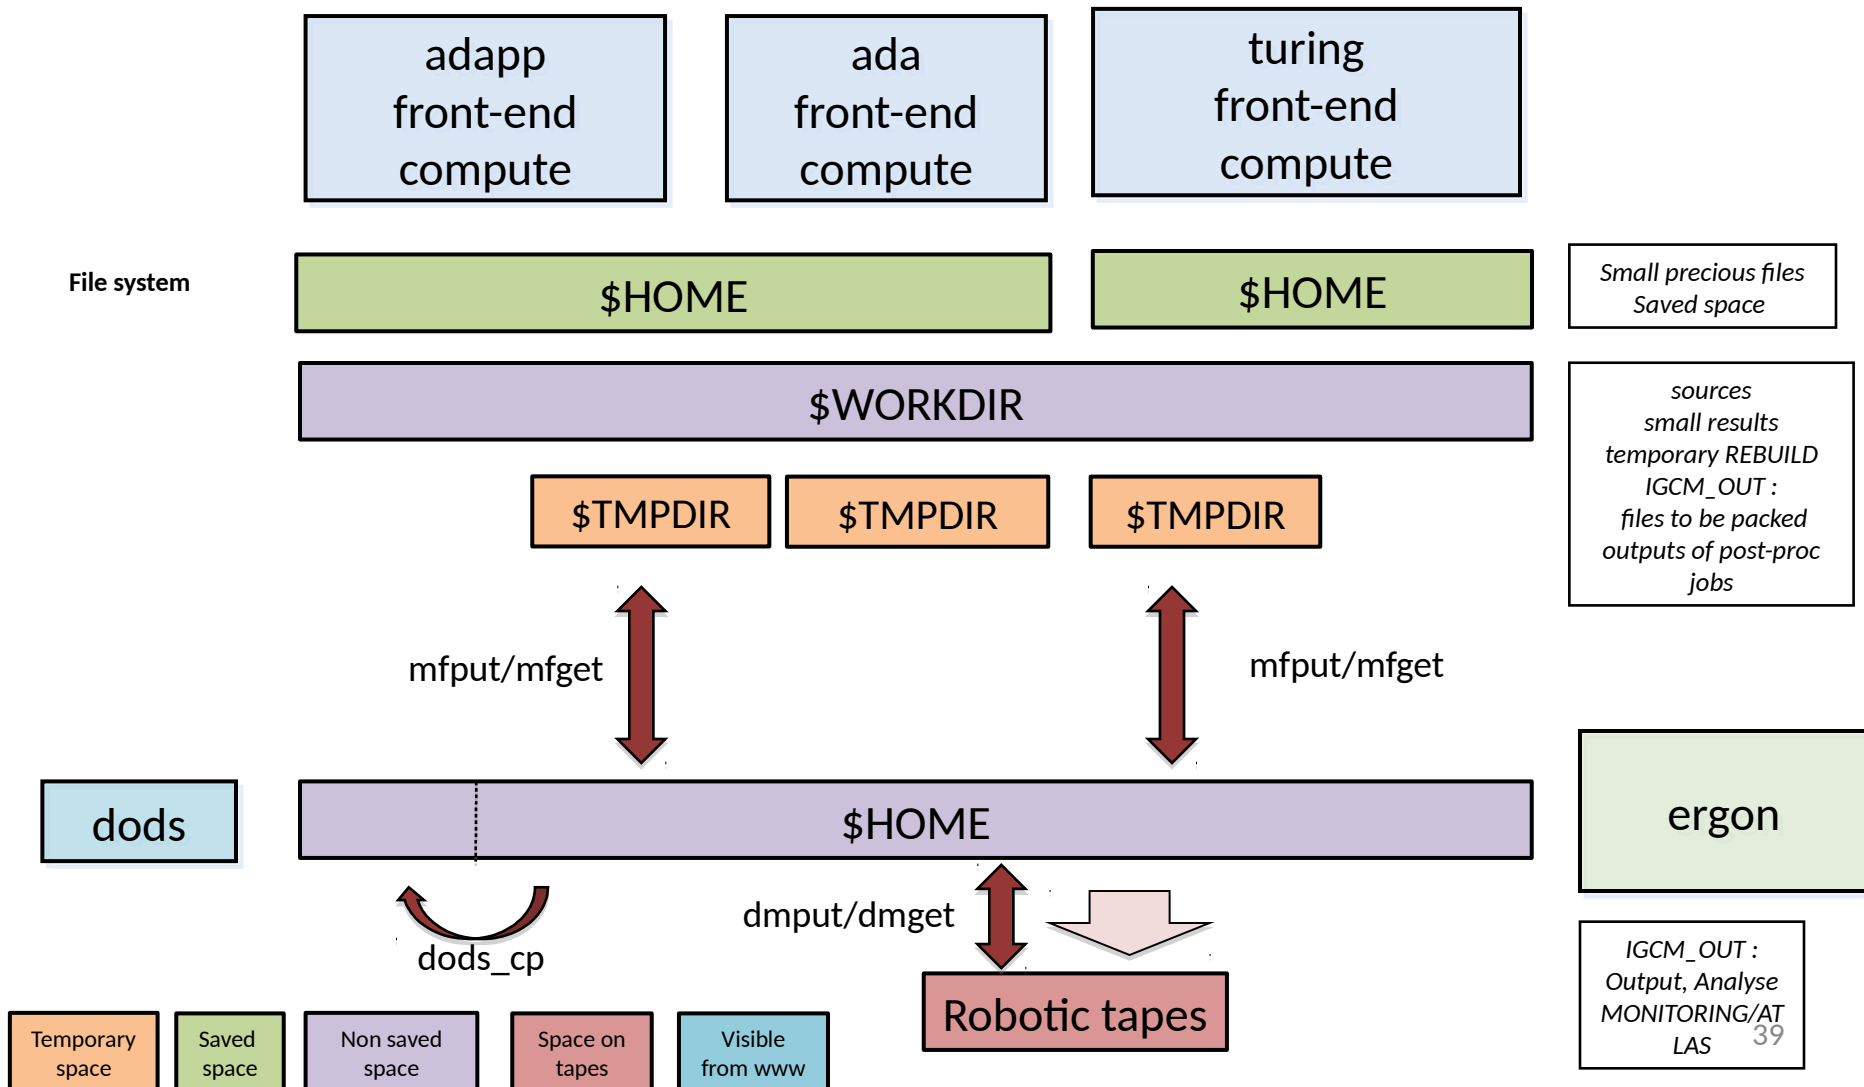 adapp
front-end
compute
ada
front-end
compute
turing
front-end
compute
File system
$HOME
$HOME
Small precious files
Saved space
$WORKDIR
sources
small results
temporary REBUILD
IGCM_OUT :
files to be packed
outputs of post-proc
jobs
$TMPDIR
$TMPDIR
$TMPDIR
mfput/mfget
mfput/mfget
dods
$HOME
ergon
dods_cp
dmput/dmget
Robotic tapes
IGCM_OUT :
Output, Analyse
MONITORING/AT
LAS
39
Temporary
space
Saved
space
Non saved
space
Space on
tapes
Visible
from www